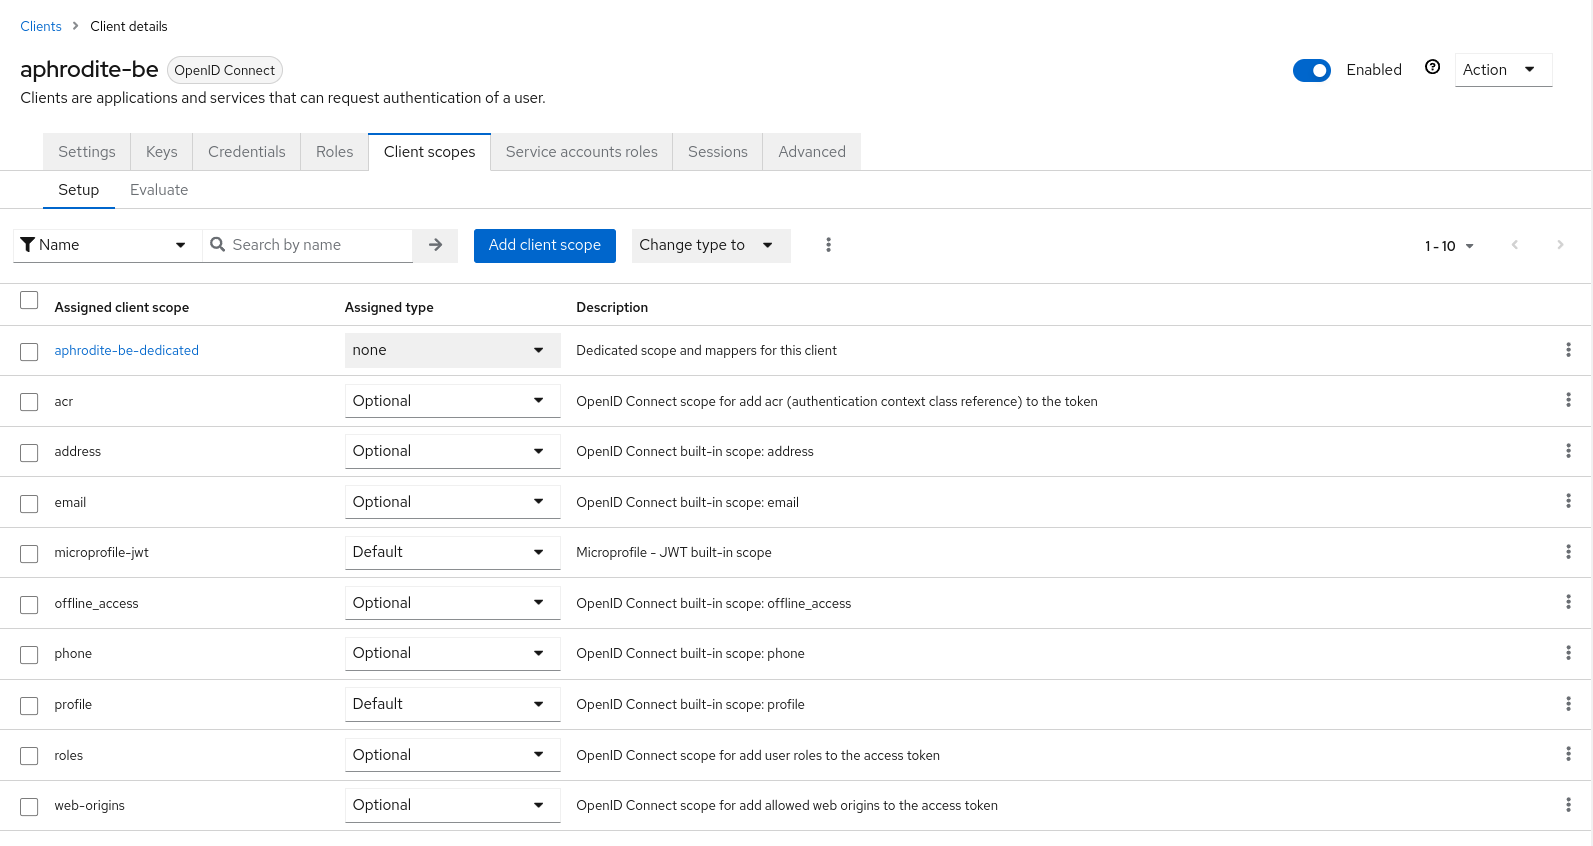 Clients > Client details
aphrodite-be OpenID Connect
Enabled Action
Clients are applications and services that can request authentication of a user.
Settings Keys Credentials Roles Client scopes Service accounts roles Sessions Advanced
Setup Evaluate
Name Search by name Add client scope Change type to 1 - 10
Assigned client scope Assigned type Description
aphrodite-be-dedicated none Dedicated scope and mappers for this client
acr Optional OpenID Connect scope for add acr (authentication context class reference) to the token
address Optional OpenID Connect built-in scope: address
email Optional OpenID Connect built-in scope: email
microprofile-jwt Default Microprofile - JWT built-in scope
offline_access Optional OpenID Connect built-in scope: offline_access
phone Optional OpenID Connect built-in scope: phone
profile Default OpenID Connect built-in scope: profile
roles Optional OpenID Connect scope for add user roles to the access token
web-origins Optional OpenID Connect scope for add allowed web origins to the access token